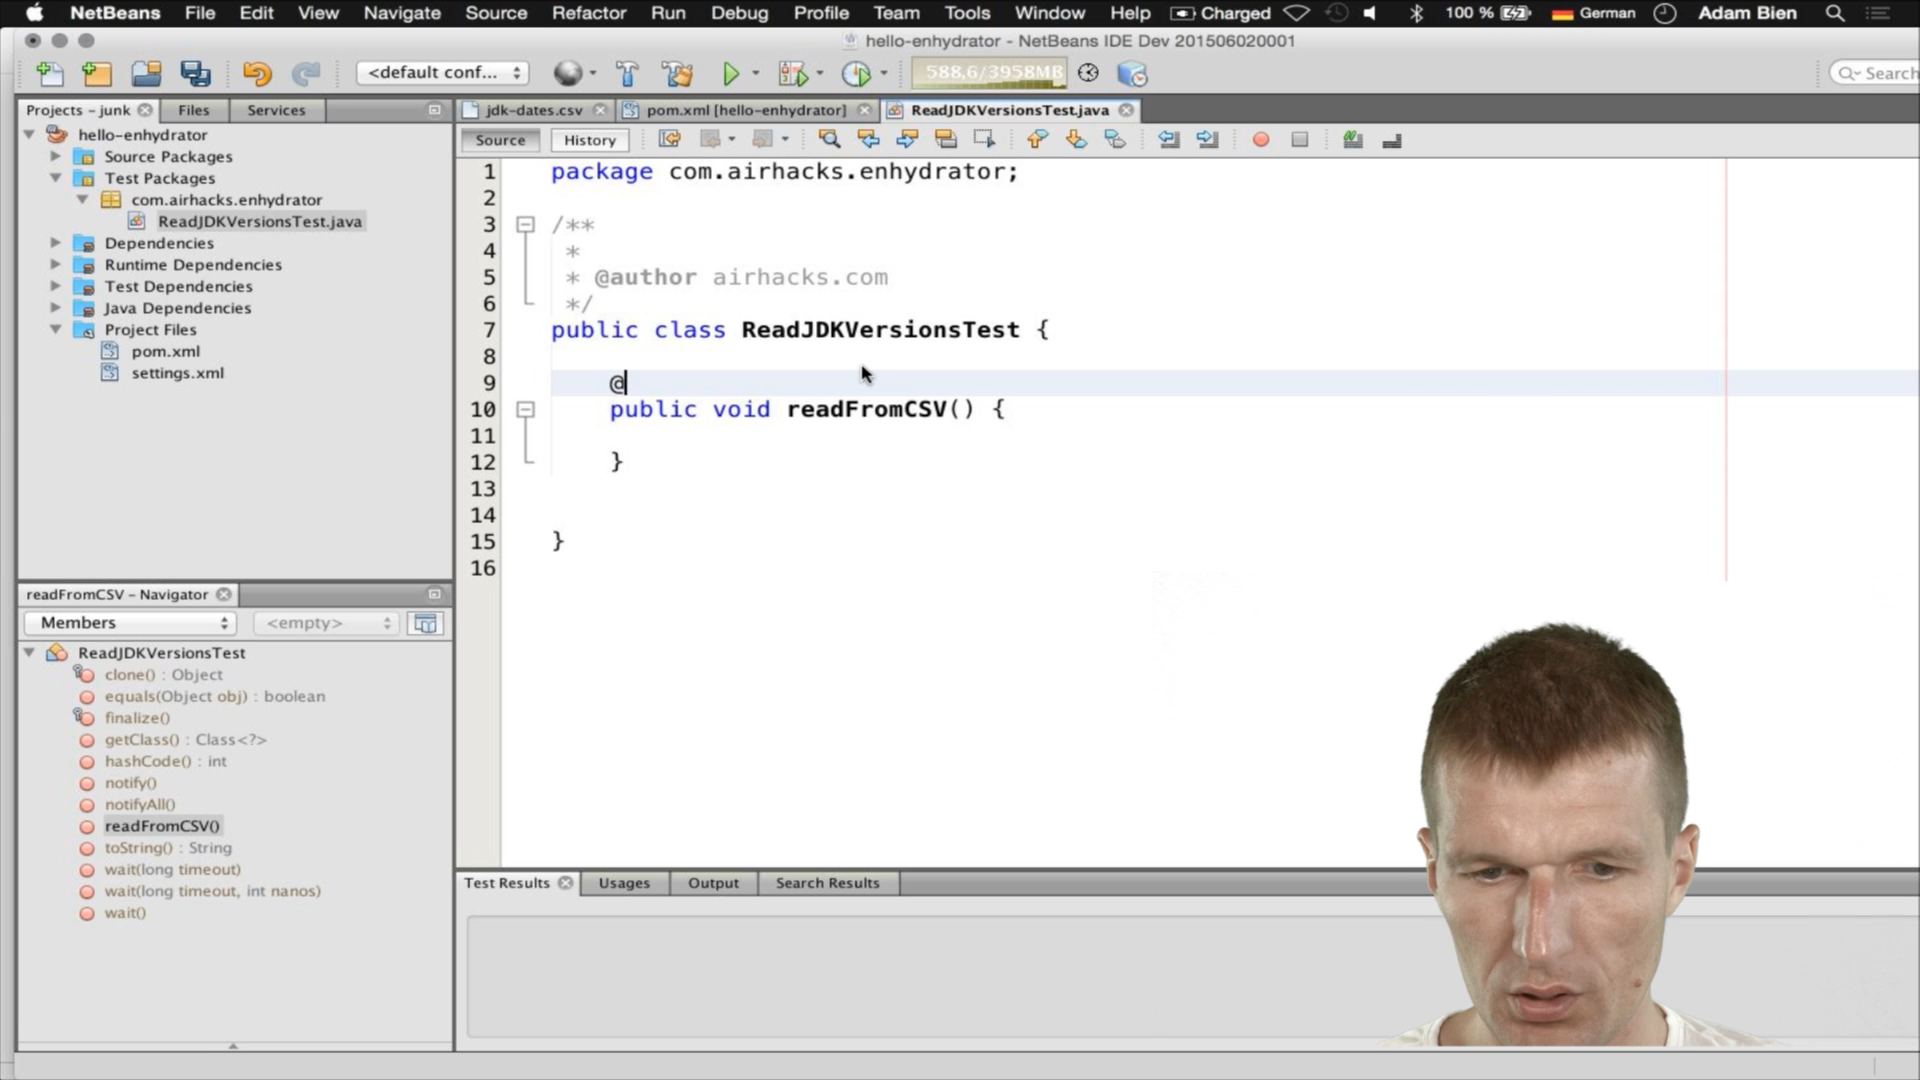 NetBeans File Edit View Navigate Source Refactor Run Debug Profile Team Tools Window Help Charged 100 % German Adam Bien
hello-enhydrator - NetBeans IDE Dev 201506020001
<default conf... 588,6/3958MB Search
Projects – junk Files Services
jdk-dates.csv pom.xml [hello-enhydrator] ReadJDKVersionsTest.java
Source History
hello-enhydrator
Source Packages
Test Packages
com.airhacks.enhydrator
ReadJDKVersionsTest.java
Dependencies
Runtime Dependencies
Test Dependencies
Java Dependencies
Project Files
pom.xml
settings.xml
1 package com.airhacks.enhydrator;
2
3 /**
4 *
5 * @author airhacks.com
6 */
7 public class ReadJDKVersionsTest {
8
9 @
10 public void readFromCSV() {
11
12 }
13
14
15 }
16
readFromCSV – Navigator
Members <empty>
ReadJDKVersionsTest
clone() : Object
equals(Object obj) : boolean
finalize()
getClass() : Class<?>
hashCode() : int
notify()
notifyAll()
readFromCSV()
toString() : String
wait(long timeout)
wait(long timeout, int nanos)
wait()
Test Results Usages Output Search Results